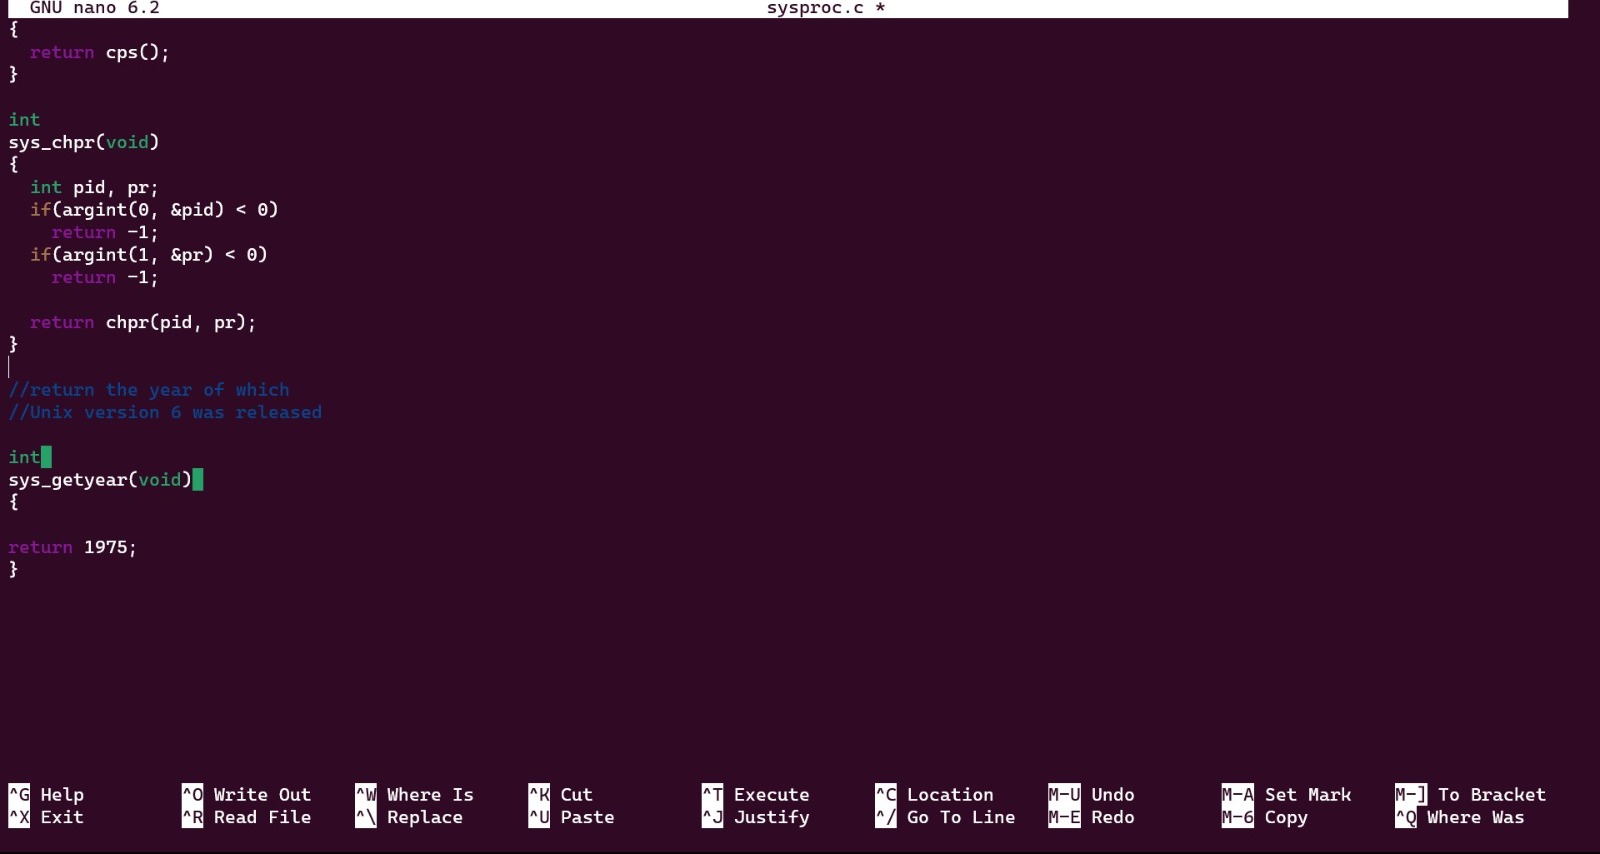 GNU nano 6.2 sysproc.c *
{
  return cps();
}

int
sys_chpr(void)
{
  int pid, pr;
  if(argint(0, &pid) < 0)
    return -1;
  if(argint(1, &pr) < 0)
    return -1;

  return chpr(pid, pr);
}

//return the year of which
//Unix version 6 was released

int
sys_getyear(void)
{

return 1975;
}
^G Help ^O Write Out ^W Where Is ^K Cut ^T Execute ^C Location M-U Undo M-A Set Mark M-] To Bracket
^X Exit ^R Read File ^\ Replace ^U Paste ^J Justify ^/ Go To Line M-E Redo M-6 Copy ^Q Where Was